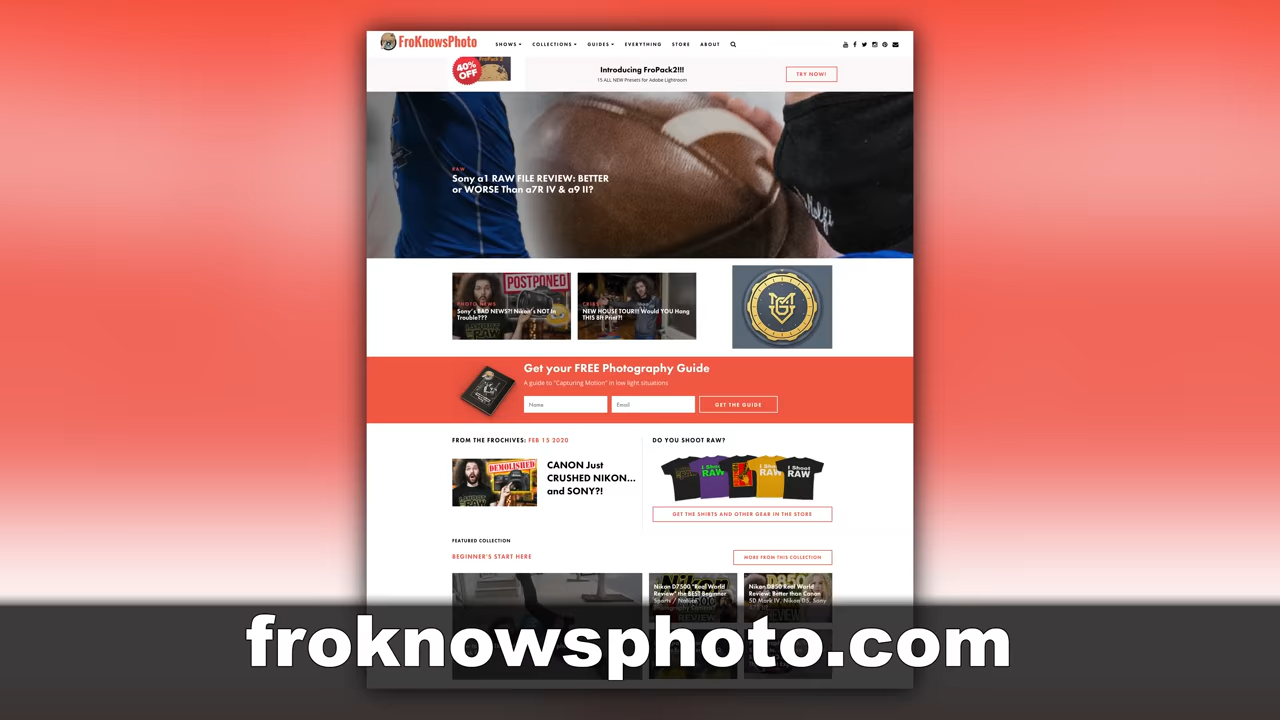 FroKnowsPhoto
SHOWS
COLLECTIONS
GUIDES
EVERYTHING
STORE
ABOUT
40%
OFF
Introducing FroPack2!!!
15 ALL NEW Presets for Adobe Lightroom
TRY NOW!
RAW
Sony a1 RAW FILE REVIEW: BETTER
or WORSE Than a7R IV & a9 II?
POSTPONED
PHOTO NEWS
Sony's BAD NEWS?! Nikon's NOT In
Trouble???
CRIBS
NEW HOUSE TOUR!!! Would YOU Hang
THIS 8ft Print?!
Get your FREE Photography Guide
A guide to "Capturing Motion" in low light situations
Name
Email
GET THE GUIDE
FROM THE FROCHIVES: FEB 15 2020
DEMOLISHED
CANON Just
CRUSHED NIKON...
and SONY?!
DO YOU SHOOT RAW?
I Shoot
RAW
I Shoot
RAW
I Shoot
RAW
GET THE SHIRTS AND OTHER GEAR IN THE STORE
FEATURED COLLECTION
BEGINNER'S START HERE
MORE FROM THIS COLLECTION
Nikon D7500 "Real World
Review" the BEST Beginner
Sports / Nature
Nikon D850 Real World
Review: Better than Canon
5D Mark IV, Nikon D5, Sony
froknowsphoto.com